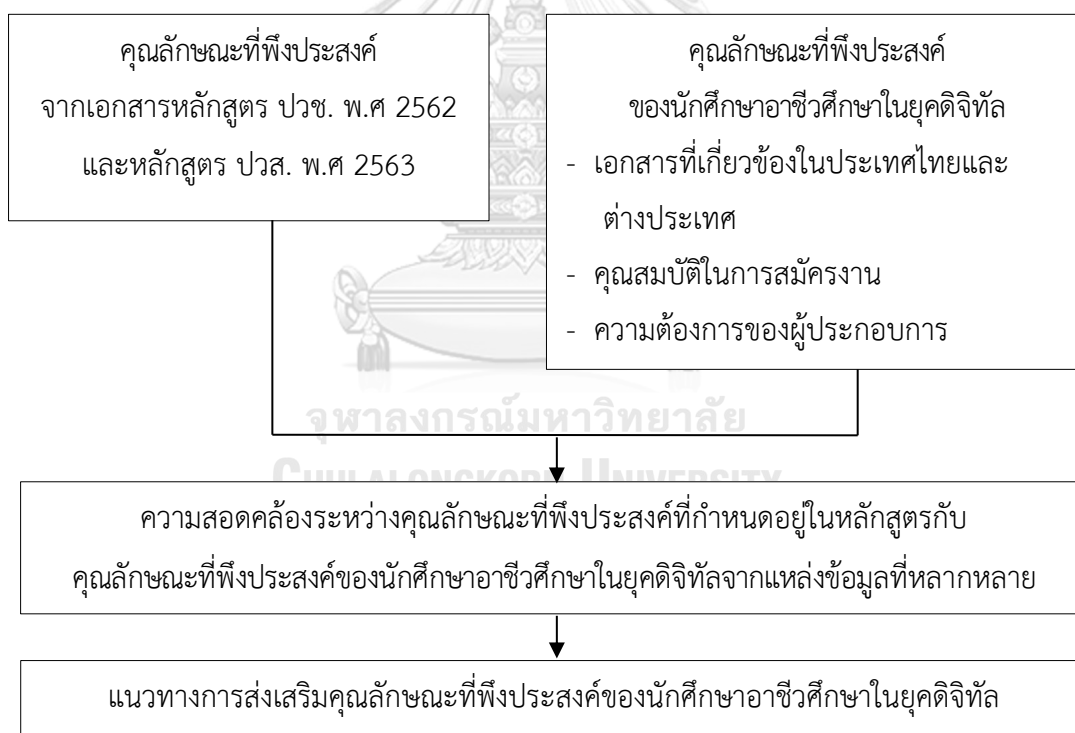 คุณลักษณะที่พึงประสงค์
จากเอกสารหลักสูตร ปวช. พ.ศ 2562
และหลักสูตร ปวส. พ.ศ 2563
คุณลักษณะที่พึงประสงค์
ของนักศึกษาอาชีวศึกษาในยุคดิจิทัล
- เอกสารที่เกี่ยวข้องในประเทศไทยและ
ต่างประเทศ
- คุณสมบัติในการสมัครงาน
- ความต้องการของผู้ประกอบการ
จุฬาลงกรณ์มหาวิทยาลัย
CHULALONGKORN UNIVERSITY
ความสอดคล้องระหว่างคุณลักษณะที่พึงประสงค์ที่กำหนดอยู่ในหลักสูตรกับ
คุณลักษณะที่พึงประสงค์ของนักศึกษาอาชีวศึกษาในยุคดิจิทัลจากแหล่งข้อมูลที่หลากหลาย
แนวทางการส่งเสริมคุณลักษณะที่พึงประสงค์ของนักศึกษาอาชีวศึกษาในยุคดิจิทัล